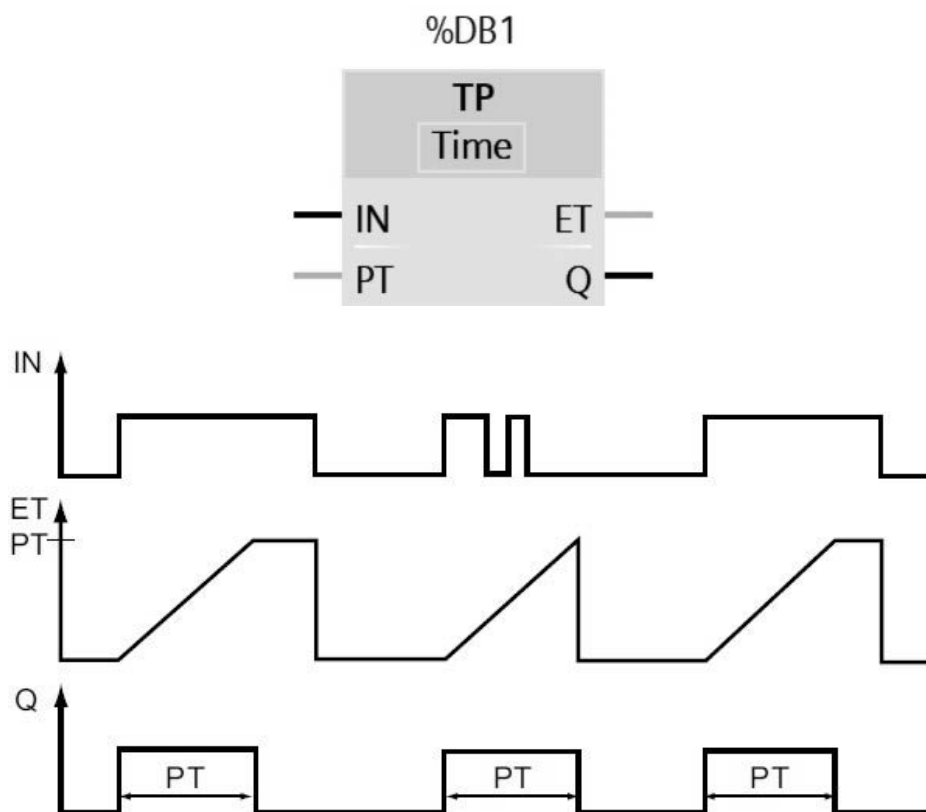 %DB1
TP
Time
IN ET
PT Q
IN
ET
PT
Q
PT PT PT